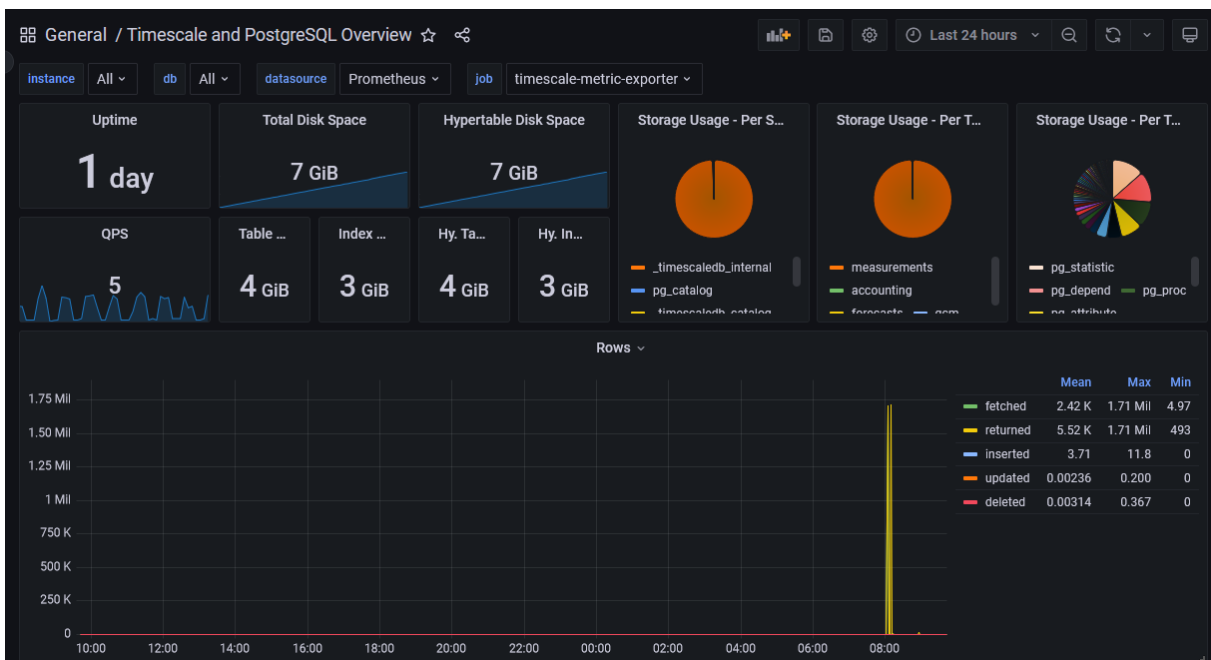 General / Timescale and PostgreSQL Overview
Last 24 hours
instance All db All datasource Prometheus job timescale-metric-exporter
Uptime
1 day
Total Disk Space
7 GiB
Hypertable Disk Space
7 GiB
Storage Usage - Per S...
_timescaledb_internal
pg_catalog
_timescaledb_catalog
Storage Usage - Per T...
measurements
accounting
forecasts gsm
Storage Usage - Per T...
pg_statistic
pg_depend pg_proc
pg_attribute
QPS
5
Table ...
4 GiB
Index ...
3 GiB
Hy. Ta...
4 GiB
Hy. In...
3 GiB
Rows
1.75 Mil
1.50 Mil
1.25 Mil
1 Mil
750 K
500 K
250 K
0
10:00 12:00 14:00 16:00 18:00 20:00 22:00 00:00 02:00 04:00 06:00 08:00
Mean Max Min
fetched 2.42 K 1.71 Mil 4.97
returned 5.52 K 1.71 Mil 493
inserted 3.71 11.8 0
updated 0.00236 0.200 0
deleted 0.00314 0.367 0